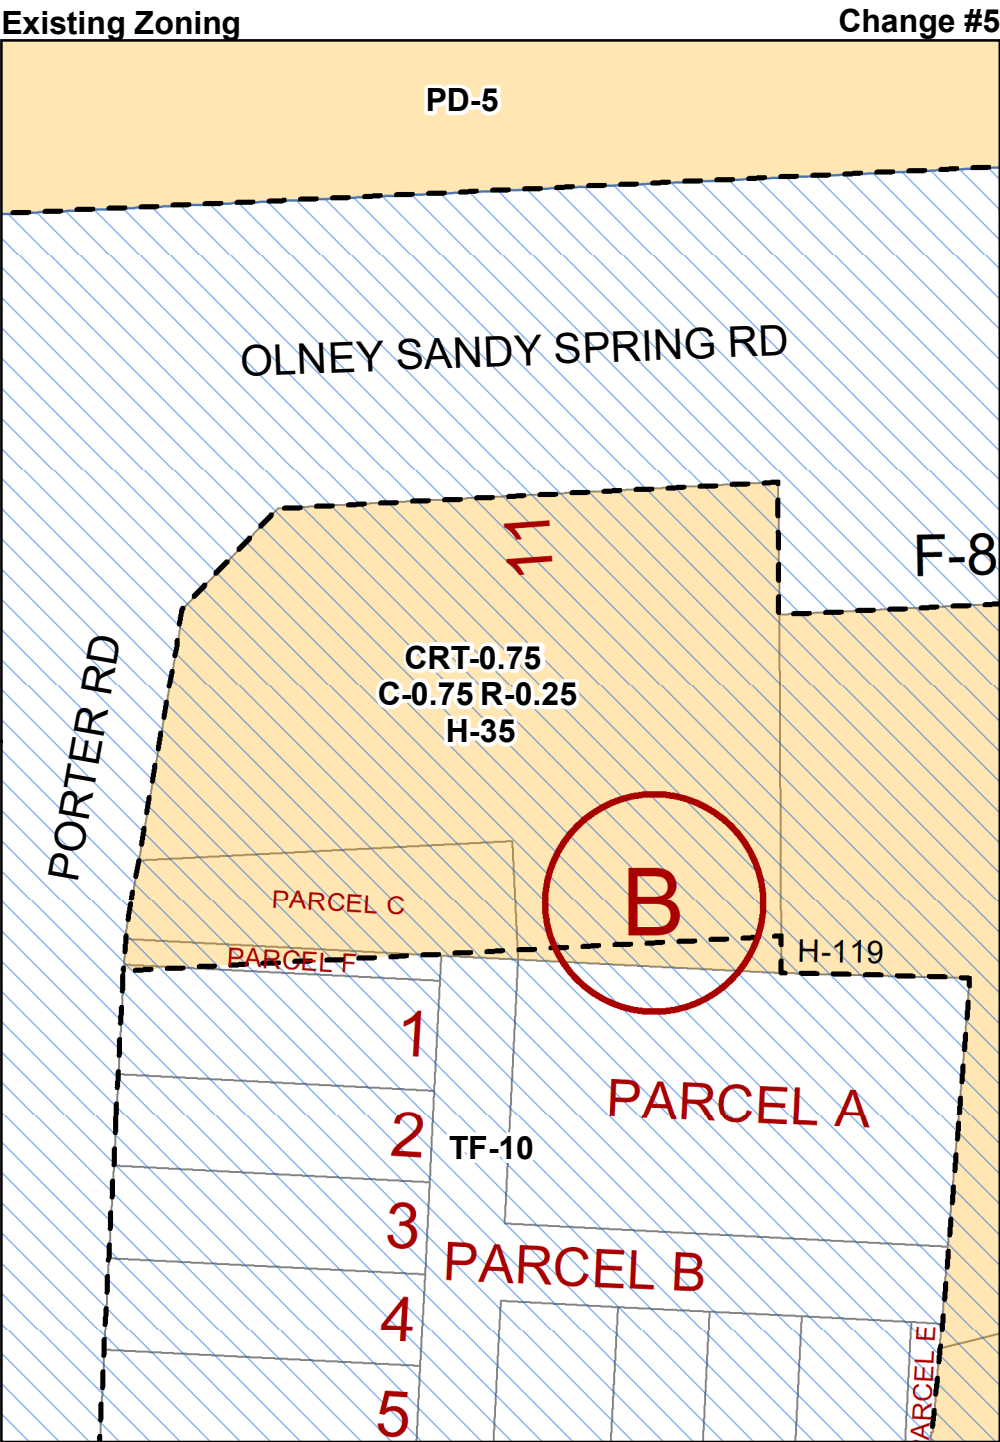 Existing Zoning
Change #5
PD-5
OLNEY SANDY SPRING RD
11
F-8
PORTER RD
CRT-0.75
C-0.75 R-0.25
H-35
PARCEL C
B
H-119
PARCEL F
1
PARCEL A
2
TF-10
3
PARCEL B
4
ARCEL E
5